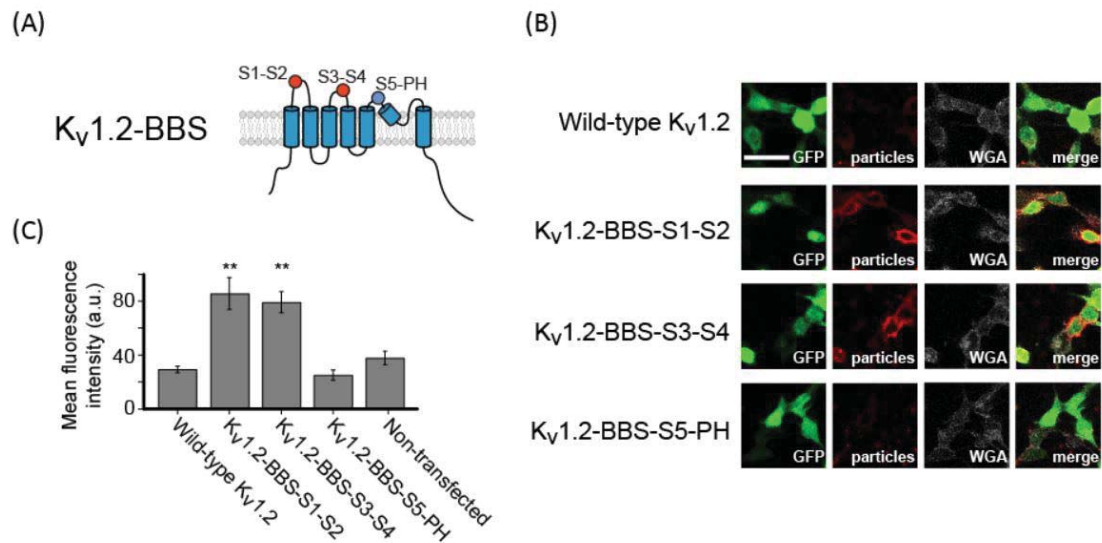 (A)
S1-S2
S3-S4
S5-PH
Kv1.2-BBS
(B)
Wild-type Kv1.2
GFP
particles
WGA
merge
Kv1.2-BBS-S1-S2
GFP
particles
WGA
merge
Kv1.2-BBS-S3-S4
GFP
particles
WGA
merge
Kv1.2-BBS-S5-PH
GFP
particles
WGA
merge
(C)
Mean fluorescence
intensity (a.u.)
80
40
0
**
**
Wild-type Kv1.2
Kv1.2-BBS-S1-S2
Kv1.2-BBS-S3-S4
Kv1.2-BBS-S5-PH
Non-transfected